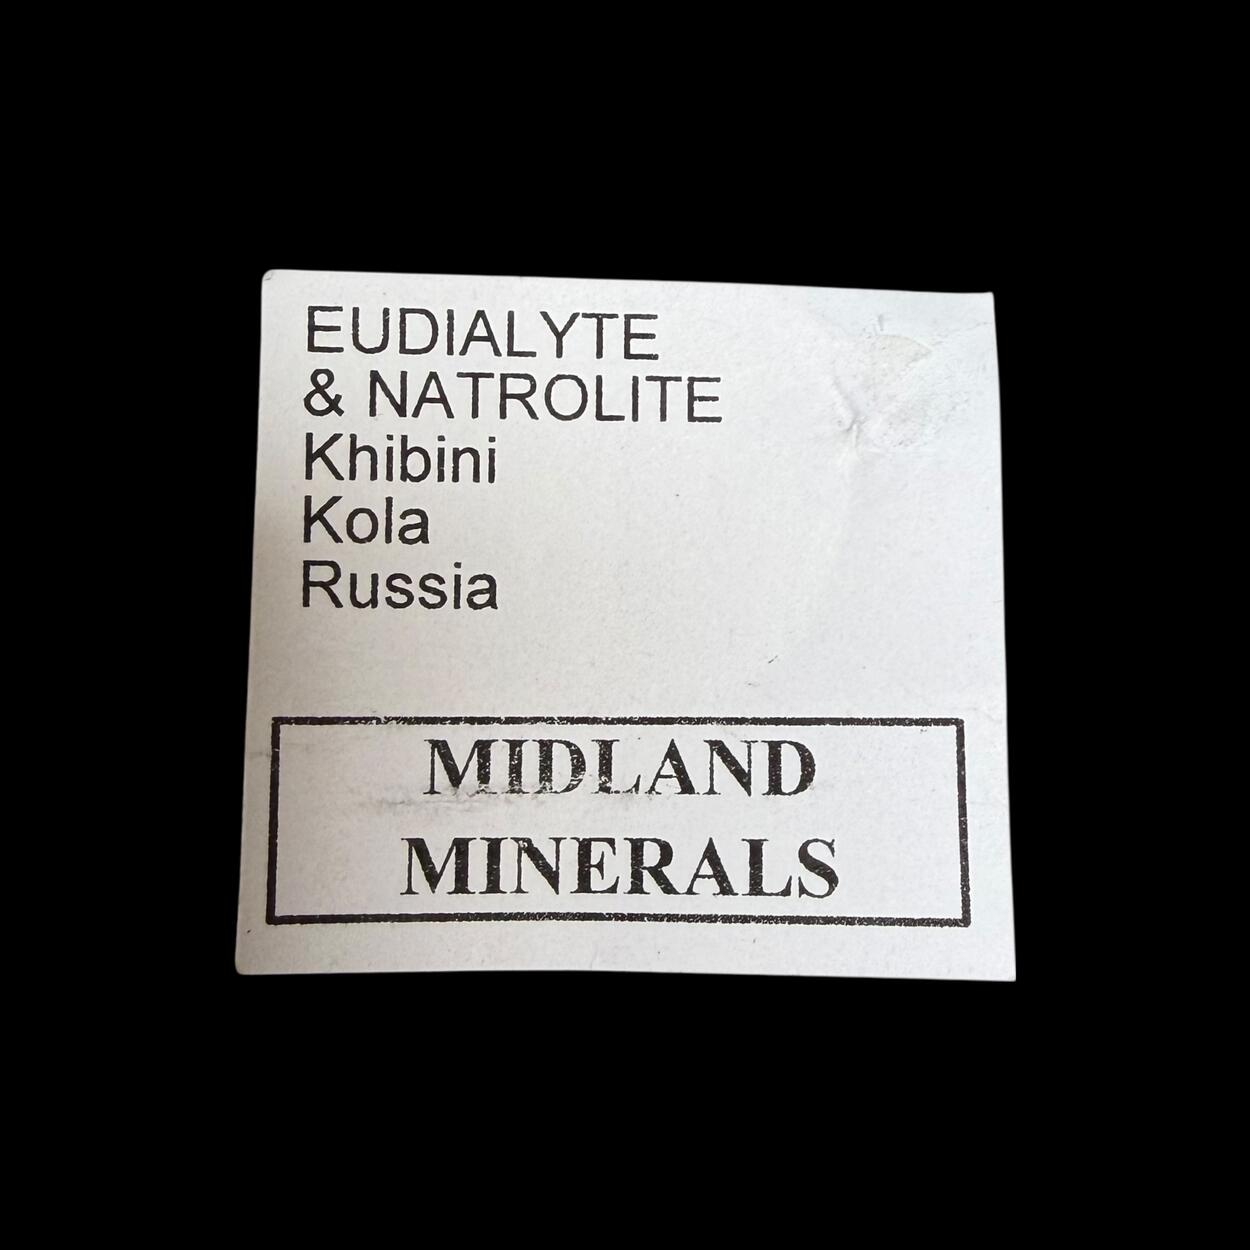 EUDIALYTE
& NATROLITE
Khibini
Kola
Russia
MIDLAND
MINERALS